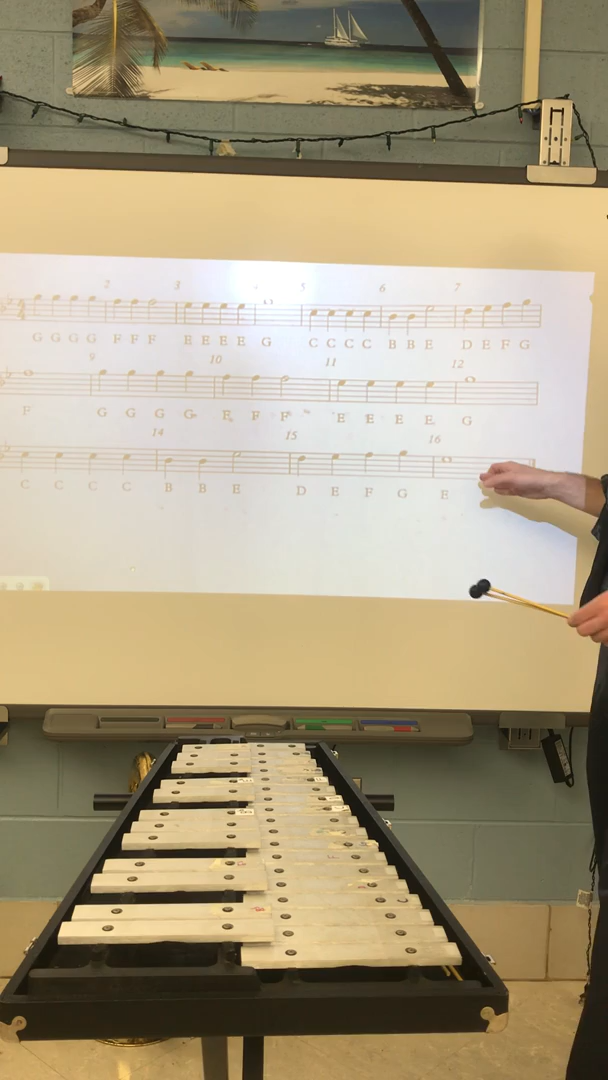 2 3 5 6 7
G G G G F F F E E E E G C C C C B B E D E F G
9 10 11 12
F G G G G F F E E E E G
14 15 16
C C C C B B E D E F G E